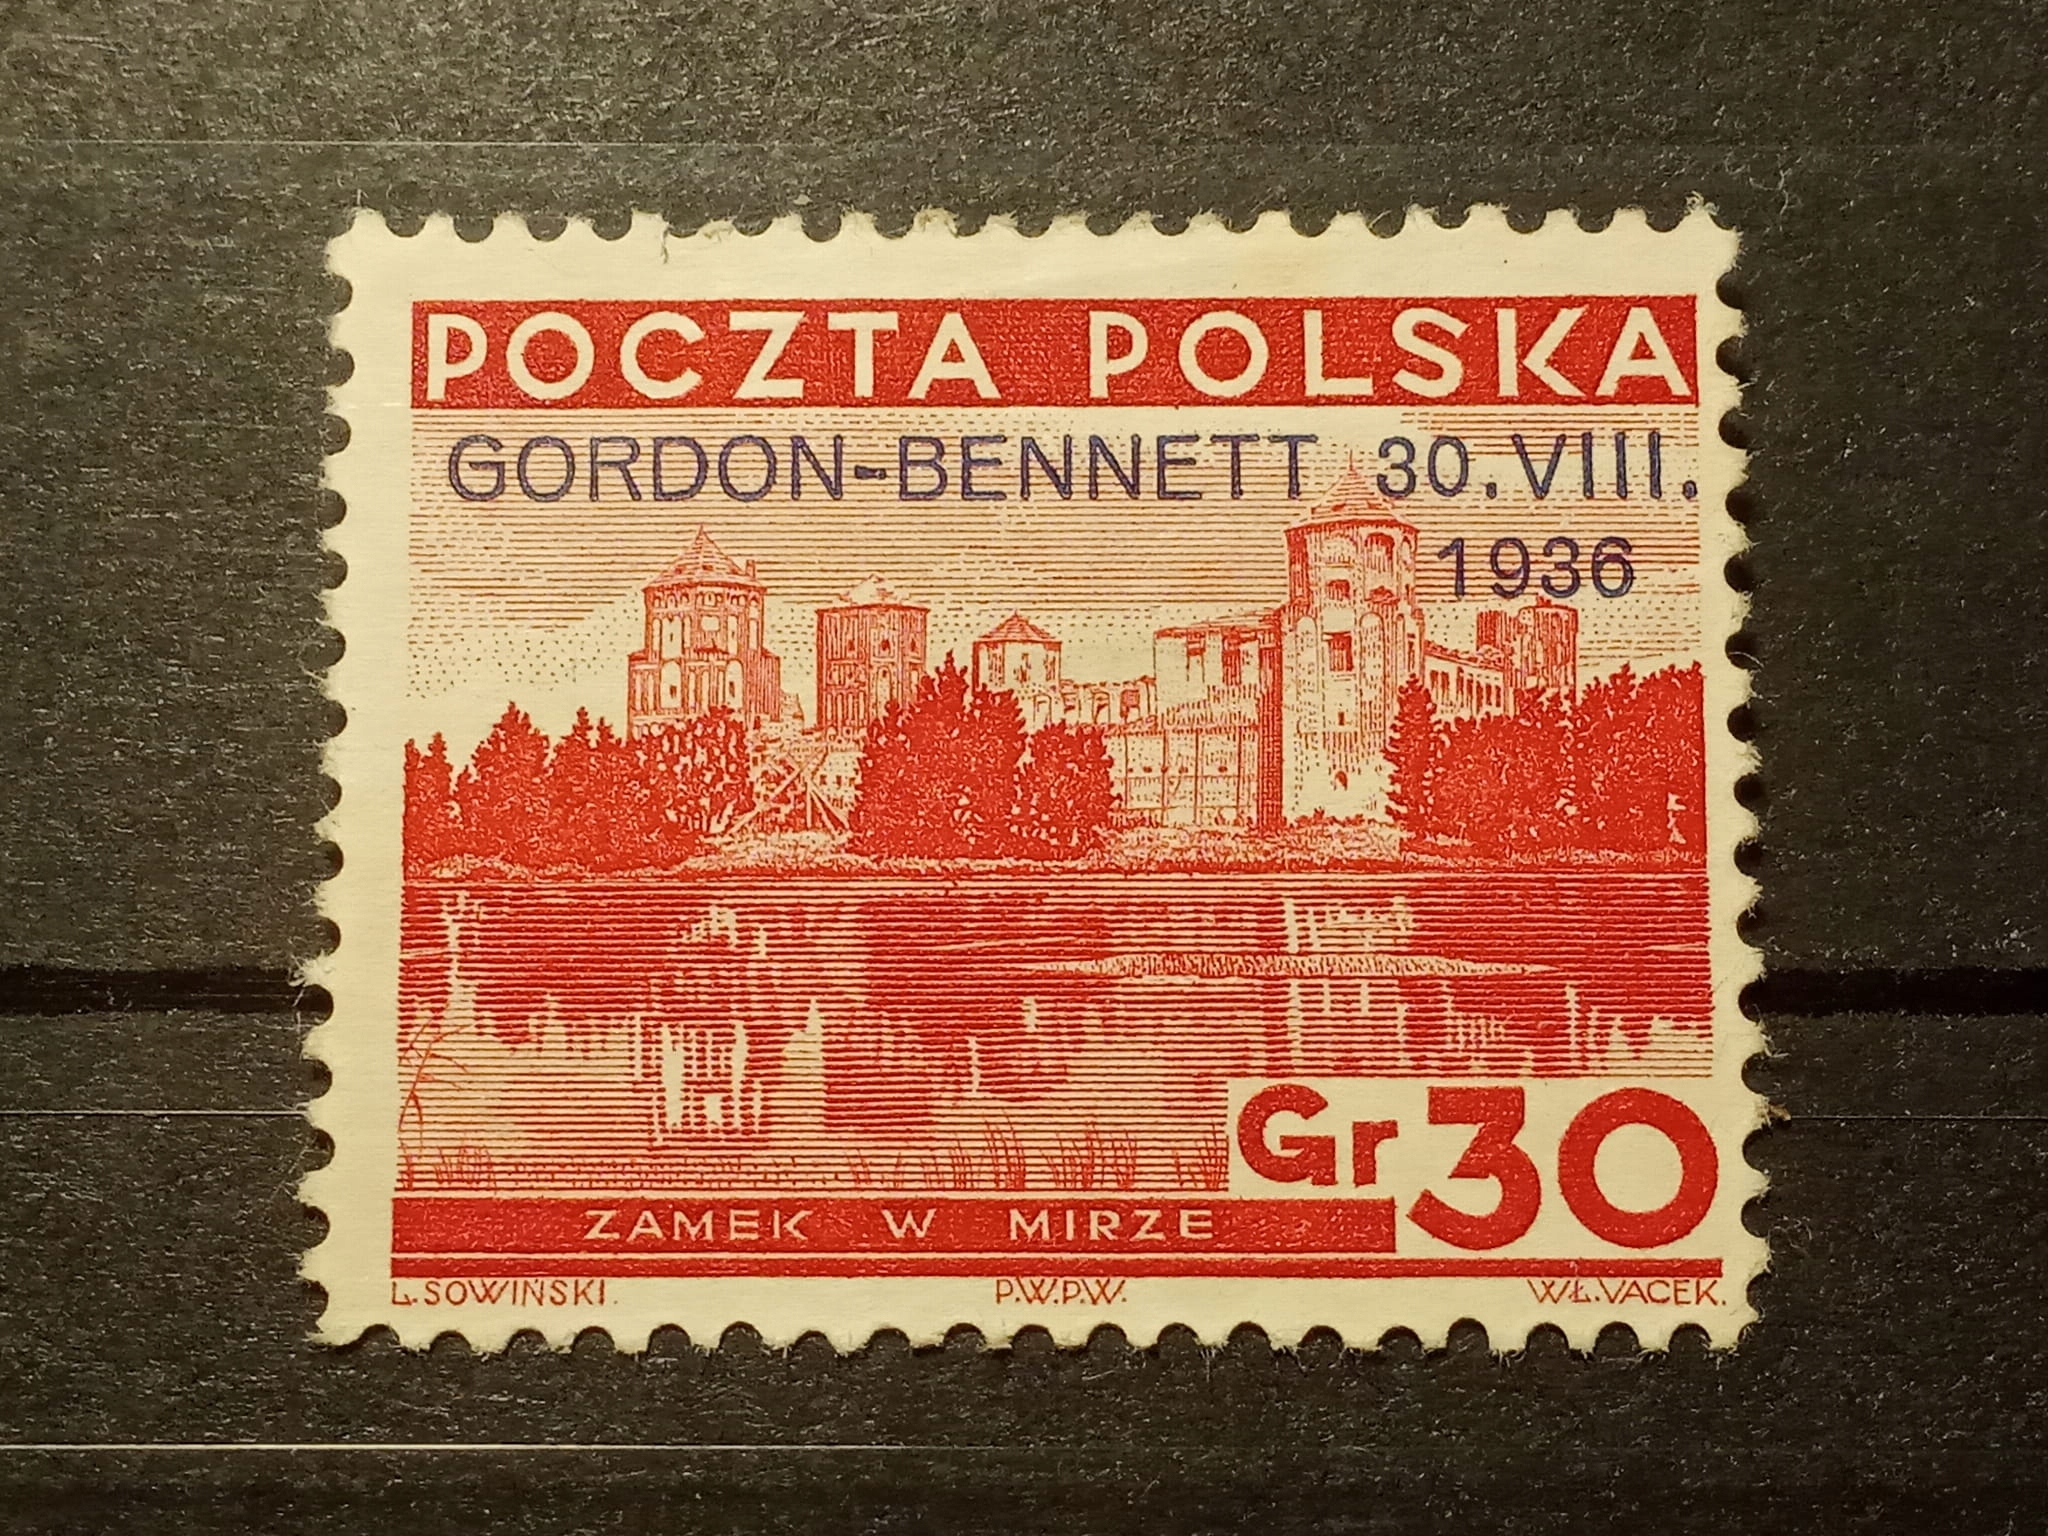 POCZTA POLSKA
GORDON-BENNETT 30.VIII.
1936
Gr 30
ZAMEK W MIRZE
L.SOWIŃSKI. P.W.P.W. WŁ.VACEK.